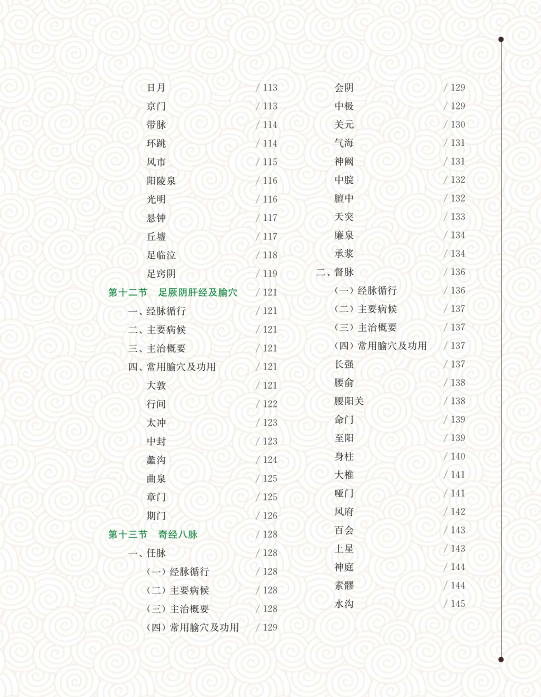 日月 / 113
京门 / 113
带脉 / 114
环跳 / 114
风市 / 115
阳陵泉 / 116
光明 / 116
悬钟 / 117
丘墟 / 117
足临泣 / 118
足窍阴 / 119
第十二节 足厥阴肝经及腧穴 / 121
一、经脉循行 / 121
二、主要病候 / 121
三、主治概要 / 121
四、常用腧穴及功用 / 121
大敦 / 121
行间 / 122
太冲 / 123
中封 / 123
蠡沟 / 124
曲泉 / 125
章门 / 125
期门 / 126
第十三节 奇经八脉 / 128
一、任脉 / 128
（一）经脉循行 / 128
（二）主要病候 / 128
（三）主治概要 / 128
（四）常用腧穴及功用 / 129
会阴 / 129
中极 / 129
关元 / 130
气海 / 131
神阙 / 131
中脘 / 132
膻中 / 132
天突 / 133
廉泉 / 134
承浆 / 134
二、督脉 / 136
（一）经脉循行 / 136
（二）主要病候 / 137
（三）主治概要 / 137
（四）常用腧穴及功用 / 137
长强 / 137
腰俞 / 138
腰阳关 / 138
命门 / 139
至阳 / 139
身柱 / 140
大椎 / 141
哑门 / 141
风府 / 142
百会 / 143
上星 / 143
神庭 / 144
素髎 / 144
水沟 / 145